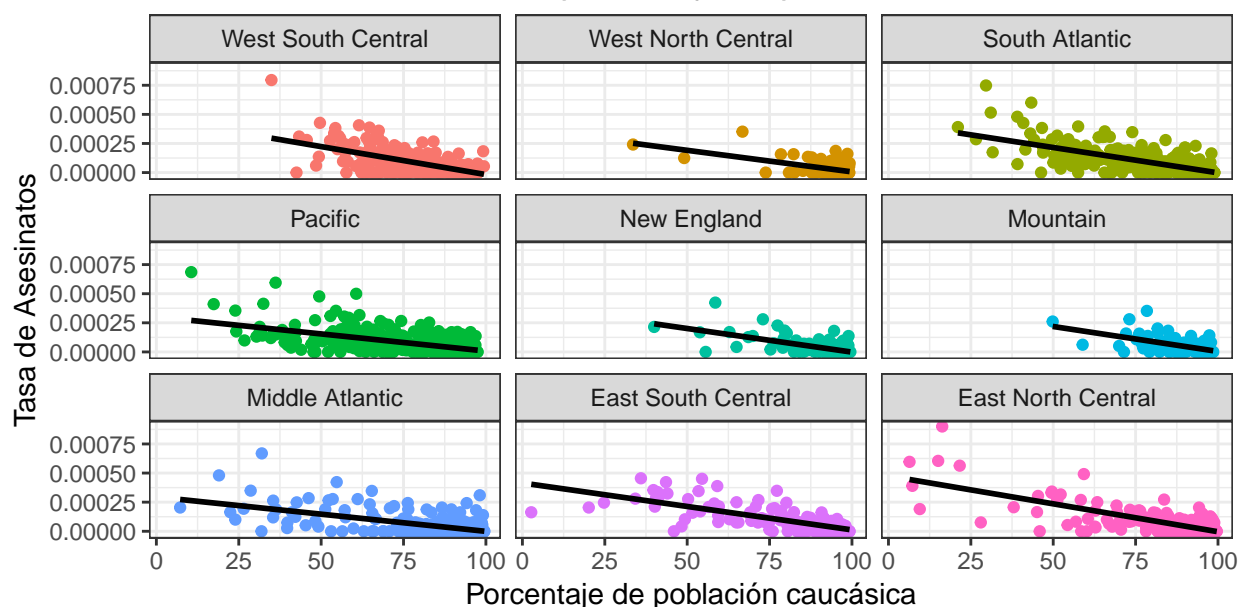 West South Central West North Central South Atlantic
0.00075
0.00050
0.00025
0.00000
Pacific New England Mountain
0.00075
0.00050
0.00025
0.00000
Middle Atlantic East South Central East North Central
0.00075
0.00050
0.00025
0.00000
0 25 50 75 100 0 25 50 75 100 0 25 50 75 100
Porcentaje de población caucásica
Tasa de Asesinatos